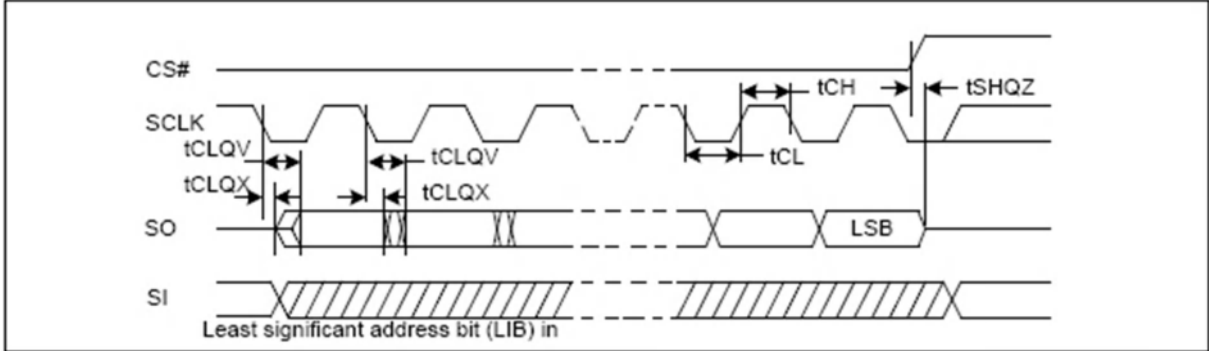 CS#
tCH
tSHQZ
SCLK
tCLQV
tCLQV
tCL
tCLQX
tCLQX
SO
LSB
SI
Least significant address bit (LIB) in